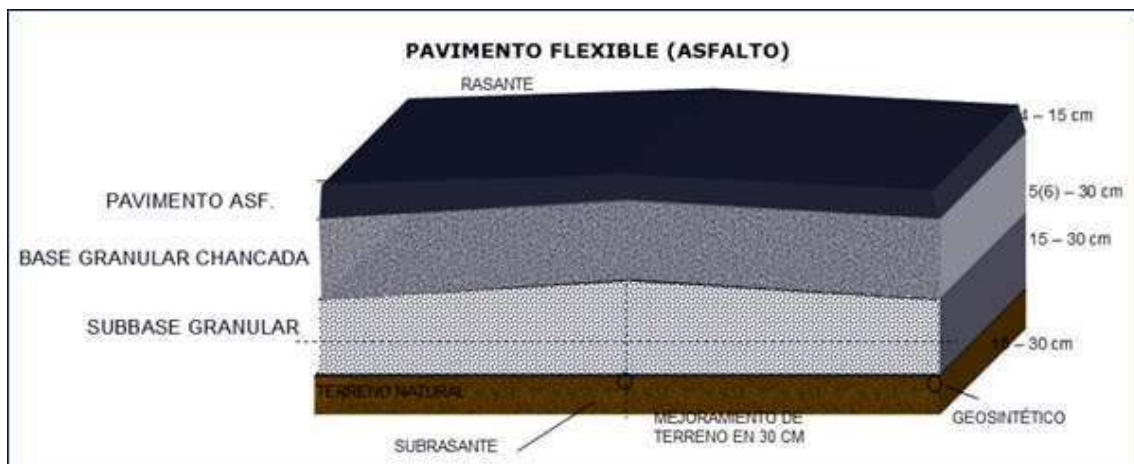 PAVIMENTO FLEXIBLE (ASFALTO)
RASANTE
– 15 cm
PAVIMENTO ASF.
5(6) – 30 cm
15 – 30 cm
BASE GRANULAR CHANCADA
SUBBASE GRANULAR
– 30 cm
TERRENO NATURAL
MEJORAMIENTO DE
TERRENO EN 30 CM
GEOSINTÉTICO
SUBRASANTE